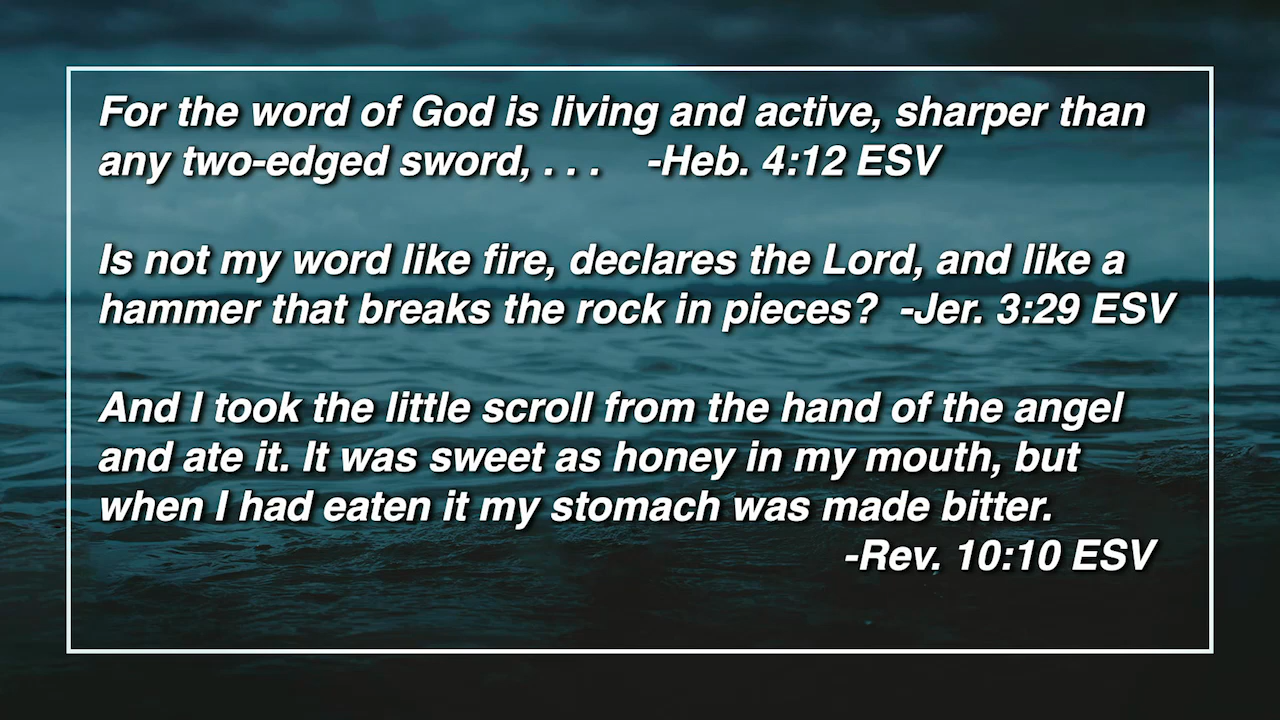 For the word of God is living and active, sharper than
any two-edged sword, . . . -Heb. 4:12 ESV
Is not my word like fire, declares the Lord, and like a
hammer that breaks the rock in pieces? -Jer. 3:29 ESV
And I took the little scroll from the hand of the angel
and ate it. It was sweet as honey in my mouth, but
when I had eaten it my stomach was made bitter.
-Rev. 10:10 ESV